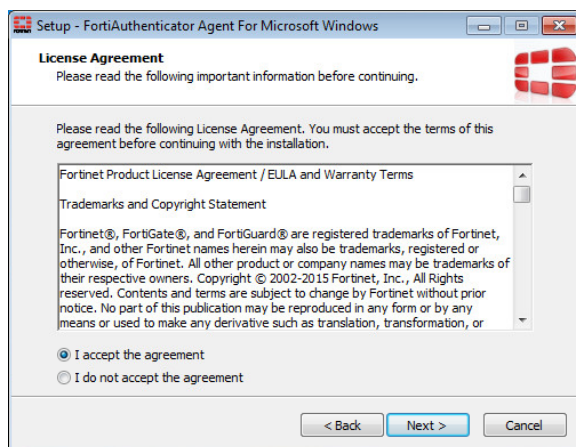 Setup - FortiAuthenticator Agent For Microsoft Windows
License Agreement
Please read the following important information before continuing.
Please read the following License Agreement. You must accept the terms of this
agreement before continuing with the installation.
Fortinet Product License Agreement / EULA and Warranty Terms
Trademarks and Copyright Statement
Fortinet®, FortiGate®, and FortiGuard® are registered trademarks of Fortinet,
Inc., and other Fortinet names herein may also be trademarks, registered or
otherwise, of Fortinet. All other product or company names may be trademarks of
their respective owners. Copyright © 2002-2015 Fortinet, Inc., All Rights
reserved. Contents and terms are subject to change by Fortinet without prior
notice. No part of this publication may be reproduced in any form or by any
means or used to make any derivative such as translation, transformation, or
I accept the agreement
I do not accept the agreement
< Back
Next >
Cancel